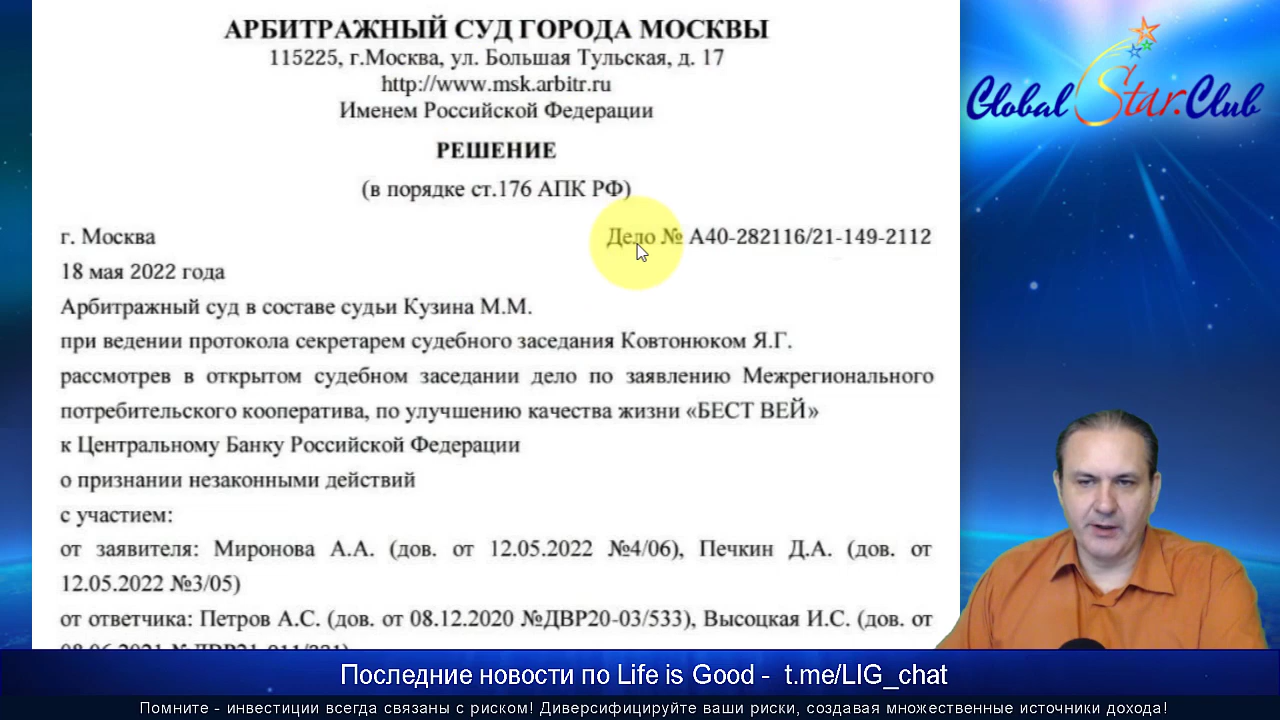 АРБИТРАЖНЫЙ СУД ГОРОДА МОСКВЫ
115225, г.Москва, ул. Большая Тульская, д. 17
http://www.msk.arbitr.ru
Именем Российской Федерации
РЕШЕНИЕ
(в порядке ст.176 АПК РФ)
г. Москва Дело № А40-282116/21-149-2112
18 мая 2022 года
Арбитражный суд в составе судьи Кузина М.М.
при ведении протокола секретарем судебного заседания Ковтонюком Я.Г.
рассмотрев в открытом судебном заседании дело по заявлению Межрегионального
потребительского кооператива, по улучшению качества жизни «БЕСТ ВЕЙ»
к Центральному Банку Российской Федерации
о признании незаконными действий
с участием:
от заявителя: Миронова А.А. (дов. от 12.05.2022 №4/06), Печкин Д.А. (дов. от
12.05.2022 №3/05)
от ответчика: Петров А.С. (дов. от 08.12.2020 №ДВР20-03/533), Высоцкая И.С. (дов. от
Global Star.Club
Последние новости по Life is Good - t.me/LIG_chat
Помните - инвестиции всегда связаны с риском! Диверсифицируйте ваши риски, создавая множественные источники дохода!